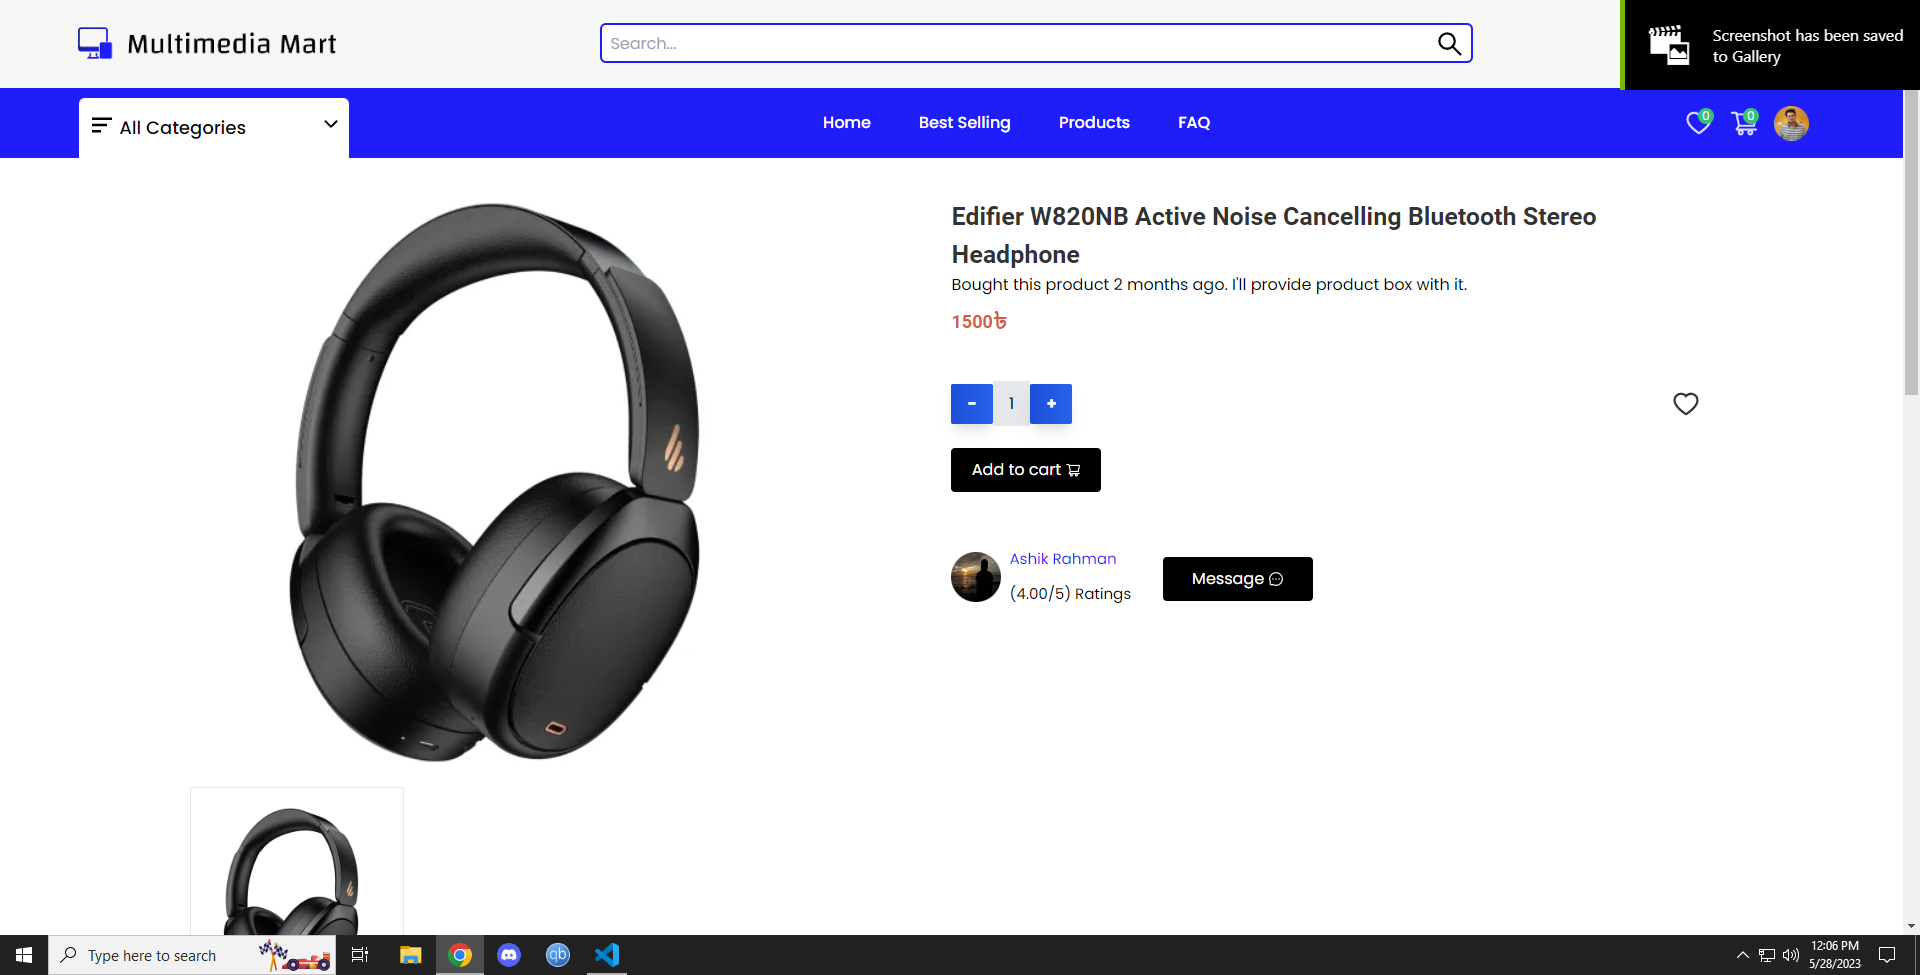 Multimedia Mart
Search...
Screenshot has been saved
to Gallery
All Categories
Home
Best Selling
Products
FAQ
0
0
Edifier W820NB Active Noise Cancelling Bluetooth Stereo
Headphone
Bought this product 2 months ago. I'll provide product box with it.
1500৳
-
1
+
Add to cart
Ashik Rahman
(4.00/5) Ratings
Message
Type here to search
qb
12:06 PM
5/28/2023